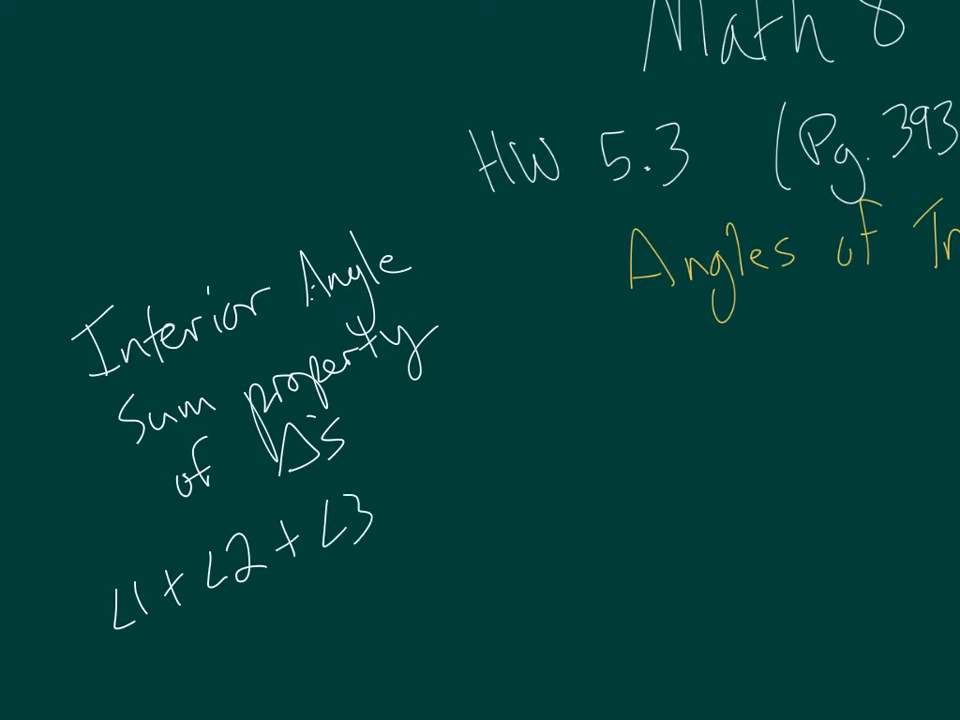 Math 8
HW 5.3 (Pg. 393
Angles of Tr
Interior Angle
sum property
of Δ's
∠1 + ∠2 + ∠3